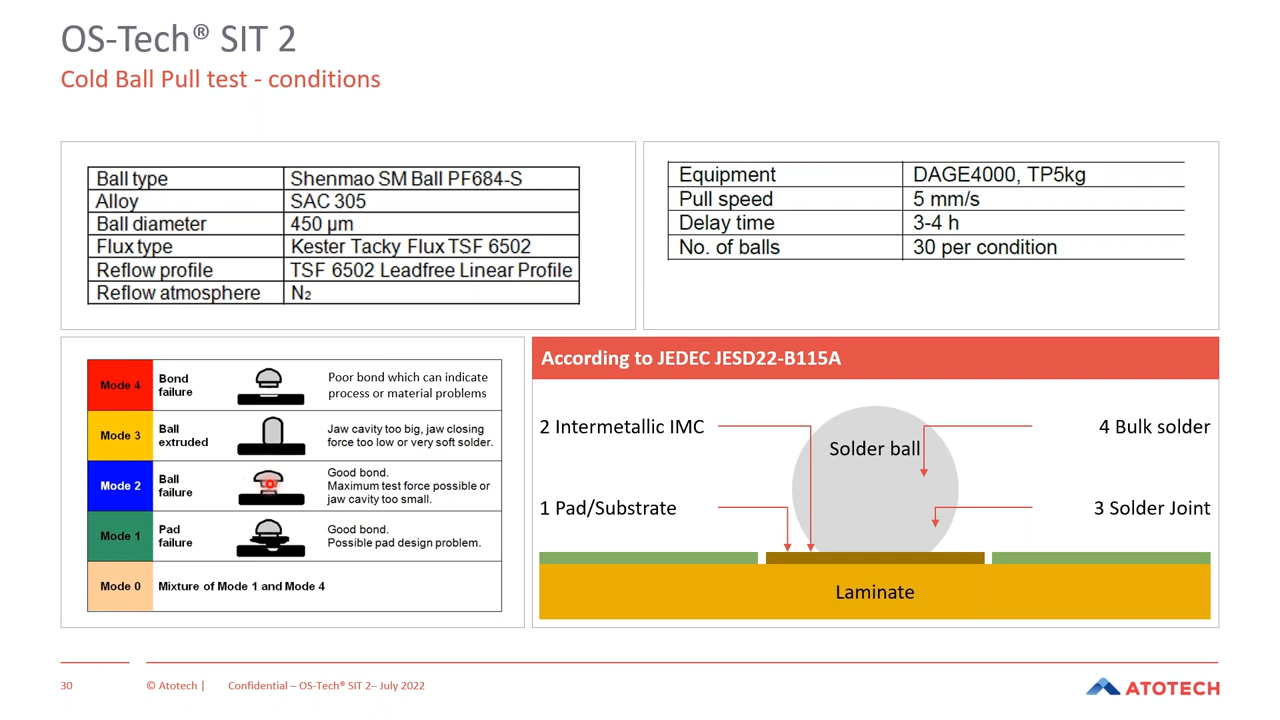 OS-Tech® SIT 2
Cold Ball Pull test - conditions
Ball type Shenmao SM Ball PF684-S
Alloy SAC 305
Ball diameter 450 µm
Flux type Kester Tacky Flux TSF 6502
Reflow profile TSF 6502 Leadfree Linear Profile
Reflow atmosphere N₂
Equipment DAGE4000, TP5kg
Pull speed 5 mm/s
Delay time 3-4 h
No. of balls 30 per condition
Mode 4 Bond failure Poor bond which can indicate
process or material problems
Mode 3 Ball extruded Jaw cavity too big, jaw closing
force too low or very soft solder.
Mode 2 Ball failure Good bond.
Maximum test force possible or
jaw cavity too small.
Mode 1 Pad failure Good bond.
Possible pad design problem.
Mode 0 Mixture of Mode 1 and Mode 4
According to JEDEC JESD22-B115A
2 Intermetallic IMC
Solder ball
4 Bulk solder
1 Pad/Substrate
3 Solder Joint
Laminate
30 © Atotech | Confidential – OS-Tech® SIT 2– July 2022
ATOTECH